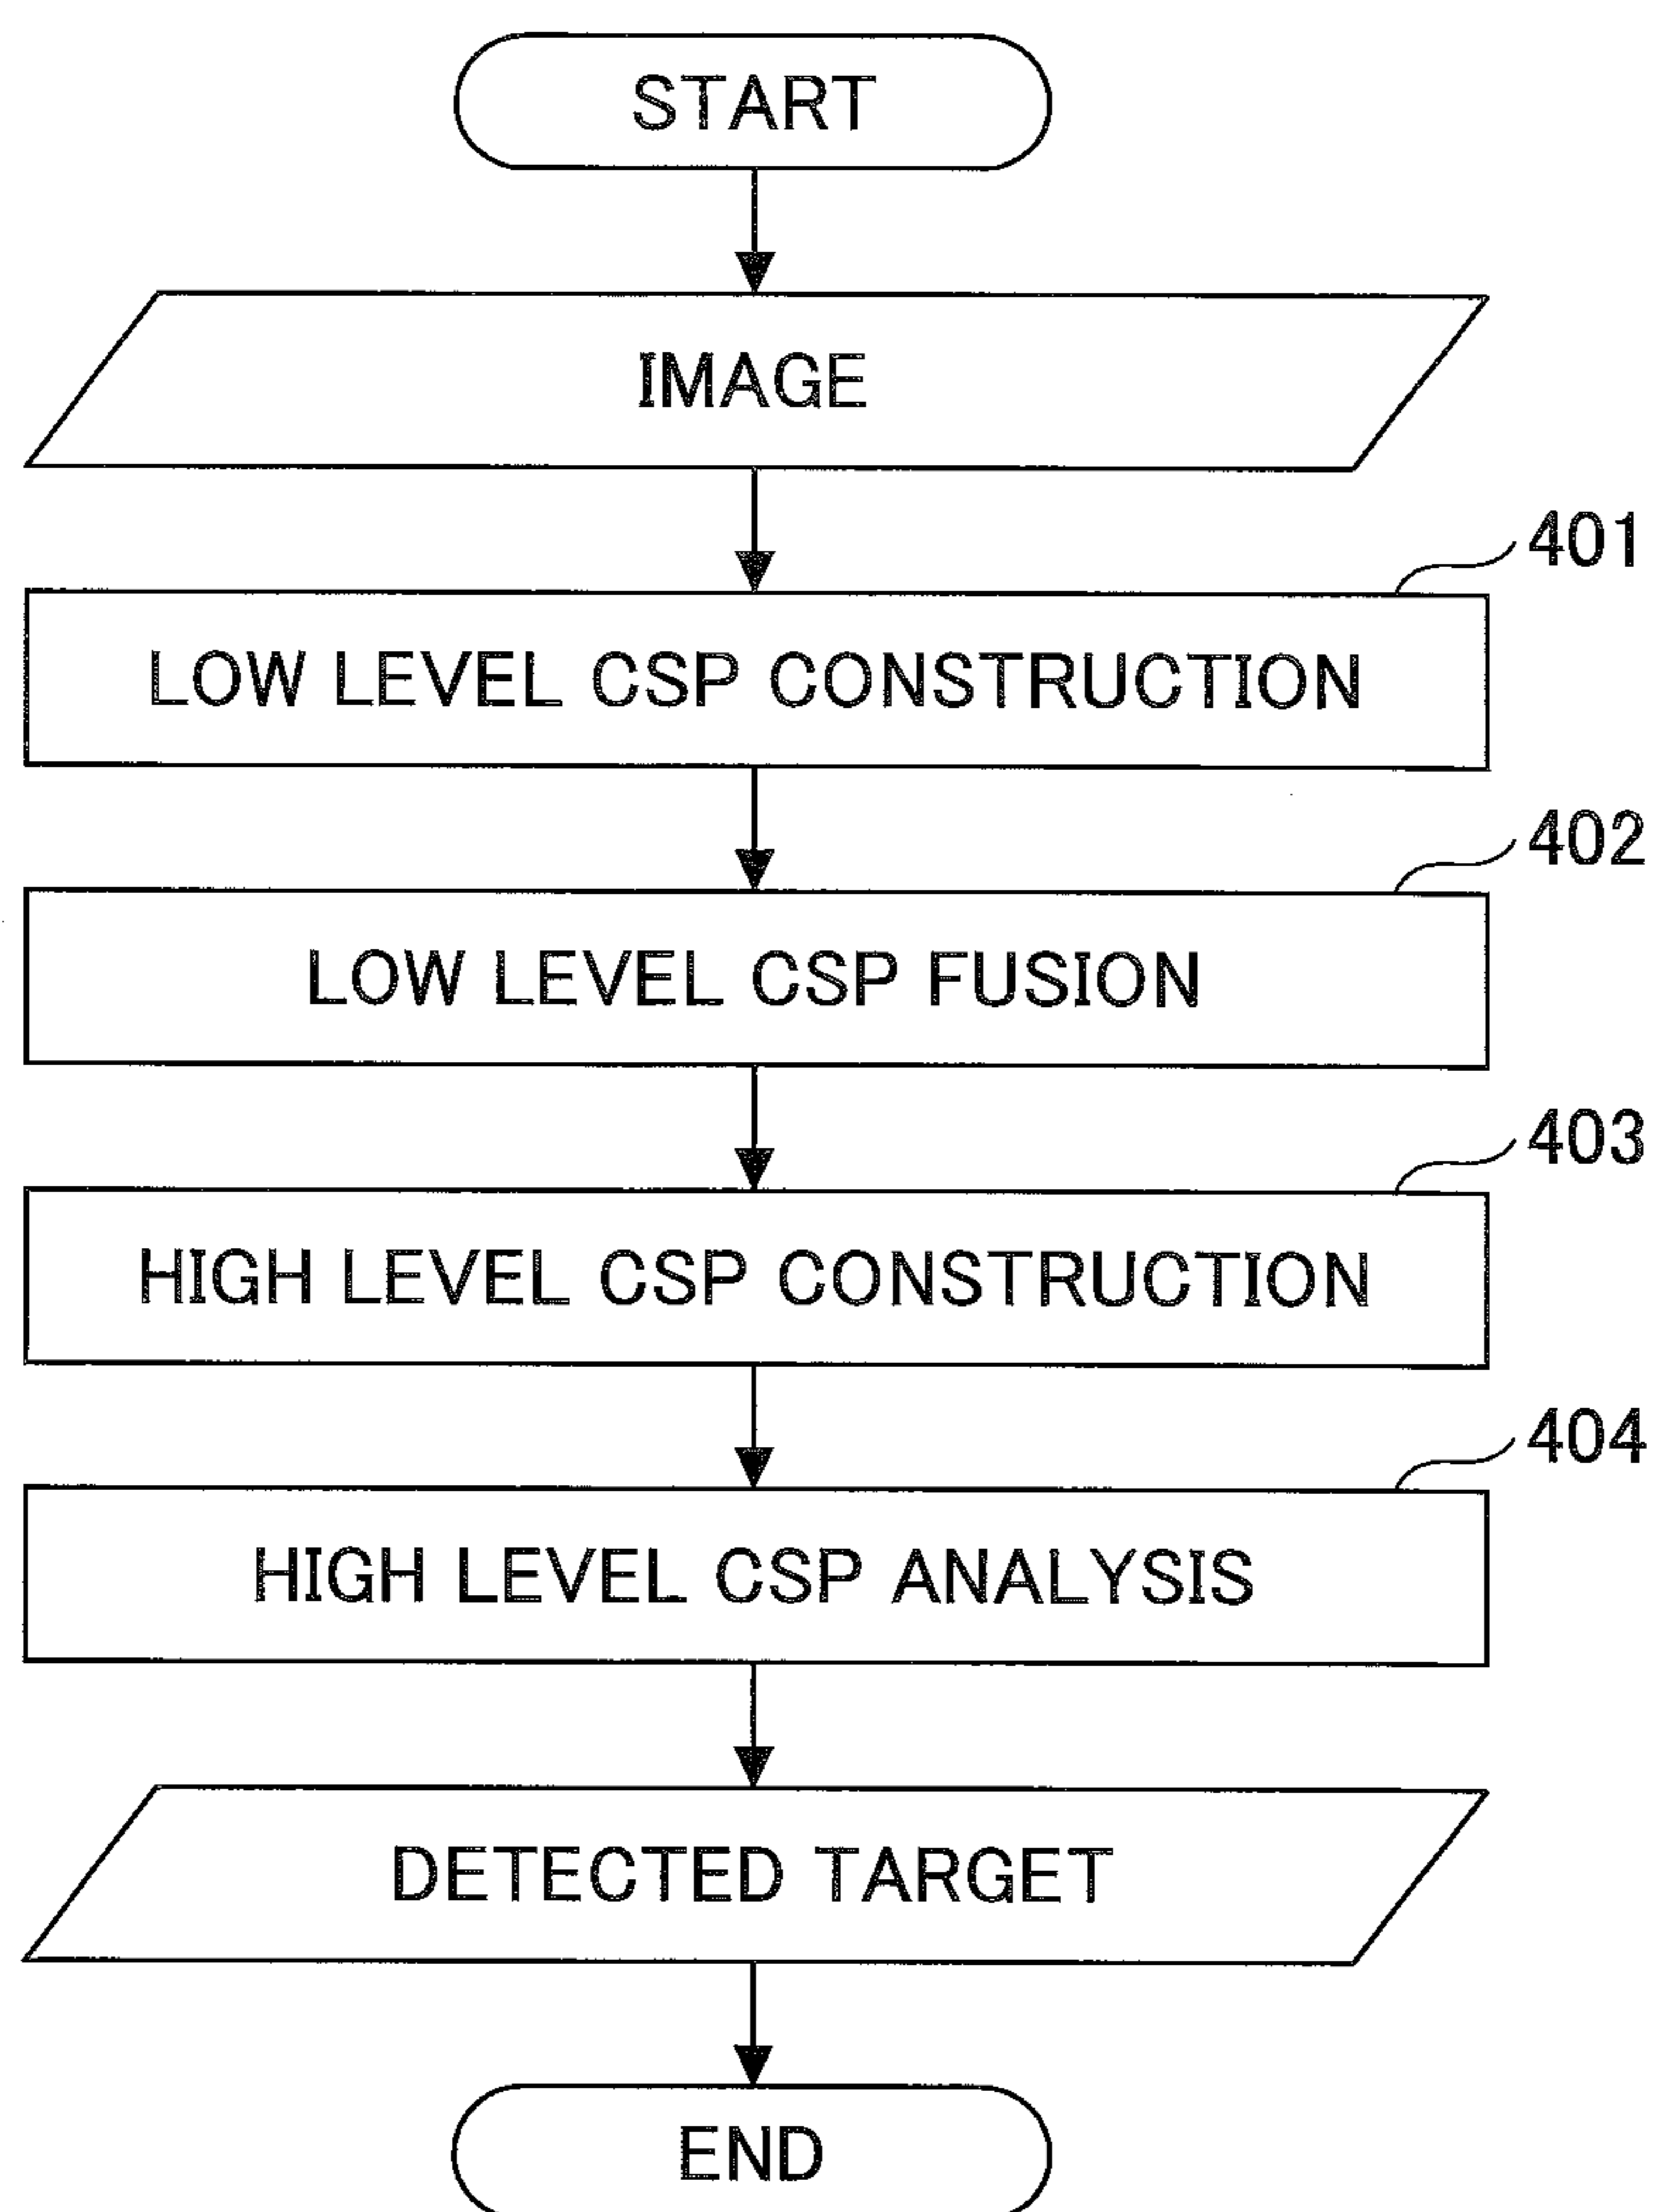 START
IMAGE
401
LOW LEVEL CSP CONSTRUCTION
402
LOW LEVEL CSP FUSION
403
HIGH LEVEL CSP CONSTRUCTION
404
HIGH LEVEL CSP ANALYSIS
DETECTED TARGET
END